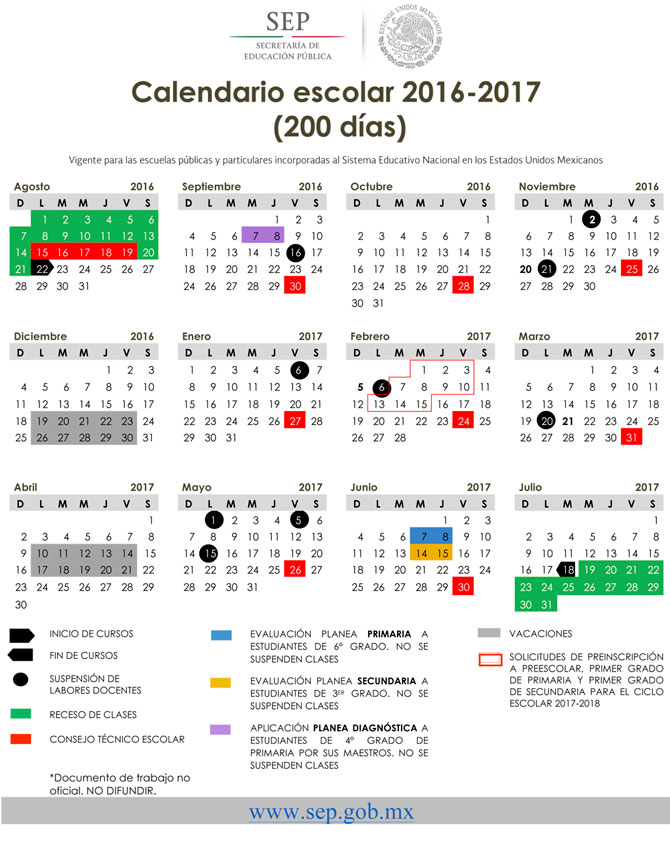 SEP
SECRETARÍA DE
EDUCACIÓN PÚBLICA
ESTADOS UNIDOS MEXICANOS
Calendario escolar 2016-2017
(200 días)
Vigente para las escuelas públicas y particulares incorporadas al Sistema Educativo Nacional en los Estados Unidos Mexicanos
Agosto 2016
D L M M J V S
1 2 3 4 5 6
7 8 9 10 11 12 13
14 15 16 17 18 19 20
21 22 23 24 25 26 27
28 29 30 31
Septiembre 2016
D L M M J V S
1 2 3
4 5 6 7 8 9 10
11 12 13 14 15 16 17
18 19 20 21 22 23 24
25 26 27 28 29 30
Octubre 2016
D L M M J V S
1
2 3 4 5 6 7 8
9 10 11 12 13 14 15
16 17 18 19 20 21 22
23 24 25 26 27 28 29
30 31
Noviembre 2016
D L M M J V S
1 2 3 4 5
6 7 8 9 10 11 12
13 14 15 16 17 18 19
20 21 22 23 24 25 26
27 28 29 30
Diciembre 2016
D L M M J V S
1 2 3
4 5 6 7 8 9 10
11 12 13 14 15 16 17
18 19 20 21 22 23 24
25 26 27 28 29 30 31
Enero 2017
D L M M J V S
1 2 3 4 5 6 7
8 9 10 11 12 13 14
15 16 17 18 19 20 21
22 23 24 25 26 27 28
29 30 31
Febrero 2017
D L M M J V S
1 2 3 4
5 6 7 8 9 10 11
12 13 14 15 16 17 18
19 20 21 22 23 24 25
26 27 28
Marzo 2017
D L M M J V S
1 2 3 4
5 6 7 8 9 10 11
12 13 14 15 16 17 18
19 20 21 22 23 24 25
26 27 28 29 30 31
Abril 2017
D L M M J V S
1
2 3 4 5 6 7 8
9 10 11 12 13 14 15
16 17 18 19 20 21 22
23 24 25 26 27 28 29
30
Mayo 2017
D L M M J V S
1 2 3 4 5 6
7 8 9 10 11 12 13
14 15 16 17 18 19 20
21 22 23 24 25 26 27
28 29 30 31
Junio 2017
D L M M J V S
1 2 3
4 5 6 7 8 9 10
11 12 13 14 15 16 17
18 19 20 21 22 23 24
25 26 27 28 29 30
Julio 2017
D L M M J V S
1
2 3 4 5 6 7 8
9 10 11 12 13 14 15
16 17 18 19 20 21 22
23 24 25 26 27 28 29
30 31
INICIO DE CURSOS
FIN DE CURSOS
SUSPENSIÓN DE
LABORES DOCENTES
RECESO DE CLASES
CONSEJO TÉCNICO ESCOLAR
*Documento de trabajo no
oficial. NO DIFUNDIR.
EVALUACIÓN PLANEA PRIMARIA A
ESTUDIANTES DE 6º GRADO. NO SE
SUSPENDEN CLASES
EVALUACIÓN PLANEA SECUNDARIA A
ESTUDIANTES DE 3ER GRADO. NO SE
SUSPENDEN CLASES
APLICACIÓN PLANEA DIAGNÓSTICA A
ESTUDIANTES DE 4º GRADO DE
PRIMARIA POR SUS MAESTROS. NO SE
SUSPENDEN CLASES
VACACIONES
SOLICITUDES DE PREINSCRIPCIÓN
A PREESCOLAR, PRIMER GRADO
DE PRIMARIA Y PRIMER GRADO
DE SECUNDARIA PARA EL CICLO
ESCOLAR 2017-2018
www.sep.gob.mx